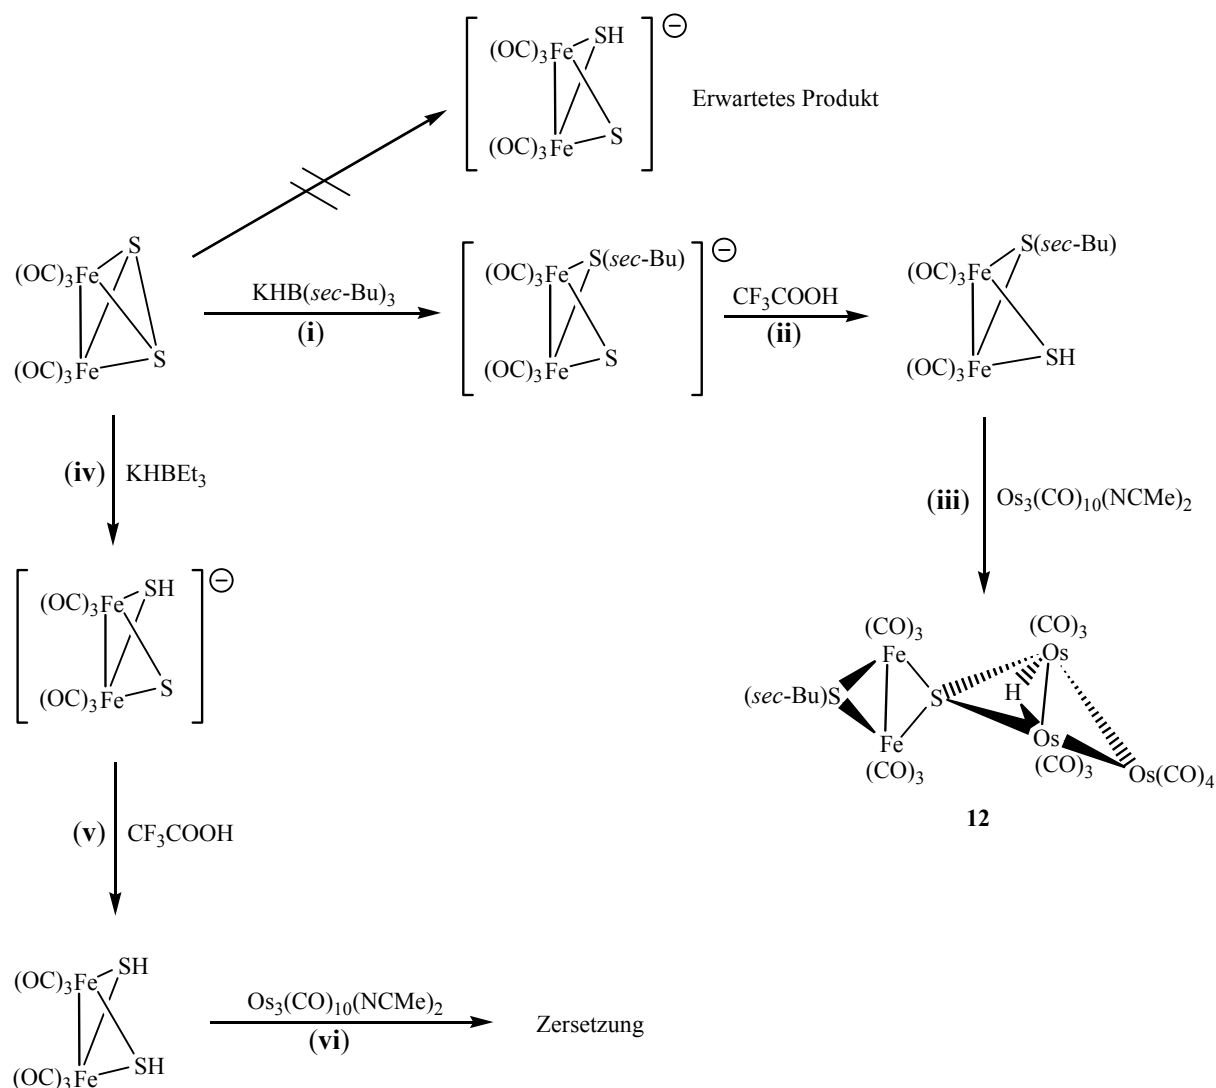 (OC)3Fe SH ⊖
(OC)3Fe S
Erwartetes Produkt
(OC)3Fe S
(OC)3Fe S
KHB(sec-Bu)3
(i)
(OC)3Fe S(sec-Bu) ⊖
(OC)3Fe S
CF3COOH
(ii)
(OC)3Fe S(sec-Bu)
(OC)3Fe SH
(iv) KHBEt3
(iii) Os3(CO)10(NCMe)2
(OC)3Fe SH ⊖
(OC)3Fe S
(CO)3 (CO)3
Fe Os
(sec-Bu)S S H
Fe Os
(CO)3 (CO)3 Os(CO)4
12
(v) CF3COOH
(OC)3Fe SH
(OC)3Fe SH
Os3(CO)10(NCMe)2
(vi)
Zersetzung